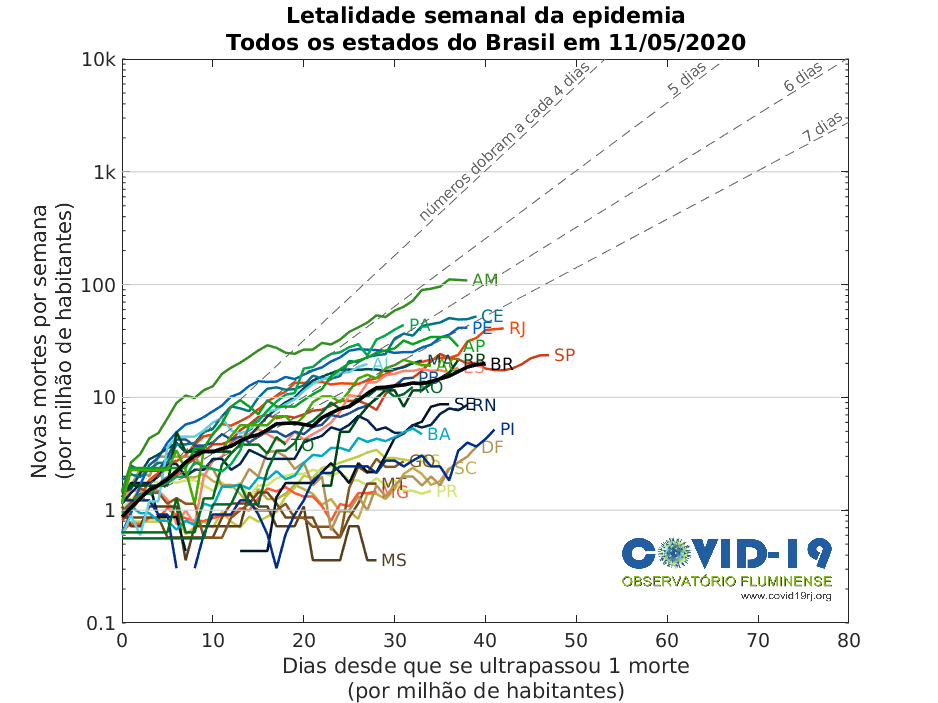 Letalidade semanal da epidemia
Todos os estados do Brasil em 11/05/2020
Novas mortes por semana
(por milhão de habitantes)
10k
1k
100
10
1
0.1
números dobram a cada 4 dias
5 dias
6 dias
7 dias
AM
CE
PA
PE
RJ
AP
SP
AL
MA
RR
BR
AC
ES
PB
RO
SE
RN
PI
BA
TO
DF
GO
SC
MT
MG
PR
MS
COVID-19
OBSERVATÓRIO FLUMINENSE
www.covid19rj.org
0 10 20 30 40 50 60 70 80
Dias desde que se ultrapassou 1 morte
(por milhão de habitantes)